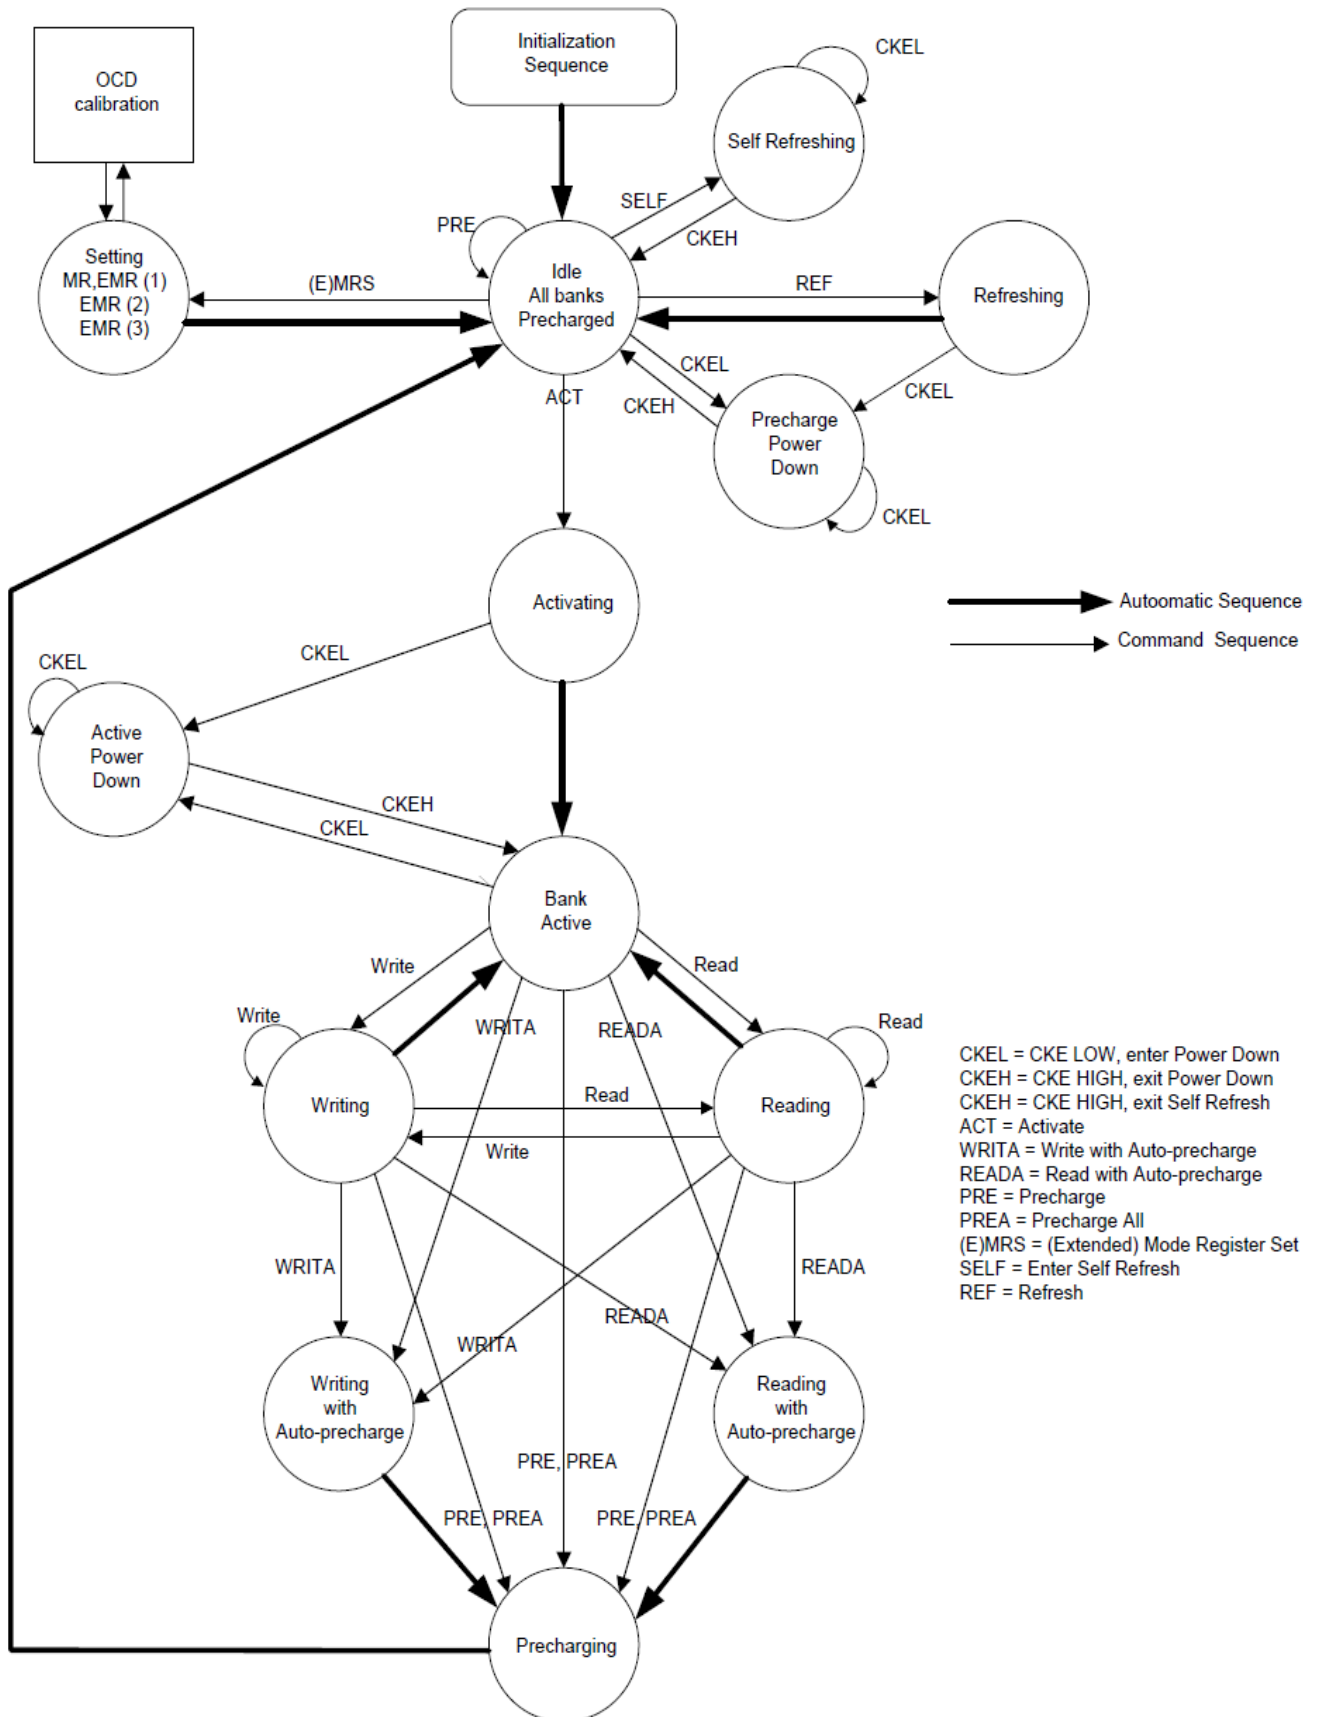 OCD
calibration
Initialization
Sequence
CKEL
Self Refreshing
SELF
CKEH
PRE
Setting
MR,EMR (1)
EMR (2)
EMR (3)
(E)MRS
Idle
All banks
Precharged
REF
Refreshing
CKEL
CKEH
CKEL
ACT
Precharge
Power
Down
CKEL
Activating
Autoomatic Sequence
Command Sequence
CKEL
CKEL
Active
Power
Down
CKEH
CKEL
Bank
Active
Write
Read
Write
WRITA
READA
Read
Writing
Read
Reading
Write
CKEL = CKE LOW, enter Power Down
CKEH = CKE HIGH, exit Power Down
CKEH = CKE HIGH, exit Self Refresh
ACT = Activate
WRITA = Write with Auto-precharge
READA = Read with Auto-precharge
PRE = Precharge
PREA = Precharge All
(E)MRS = (Extended) Mode Register Set
SELF = Enter Self Refresh
REF = Refresh
WRITA
READA
READA
WRITA
Writing
with
Auto-precharge
Reading
with
Auto-precharge
PRE, PREA
PRE, PREA
PRE, PREA
Precharging